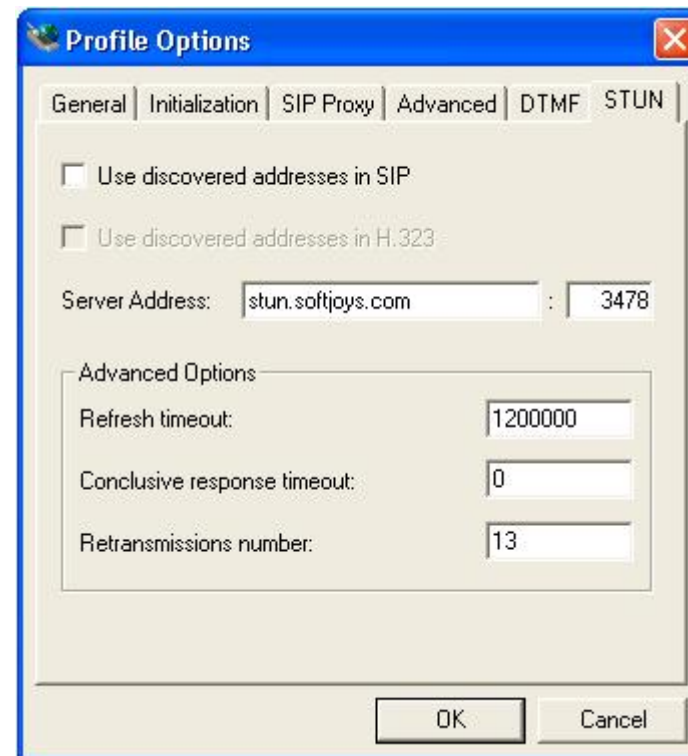 Profile Options
General Initialization SIP Proxy Advanced DTMF STUN
Use discovered addresses in SIP
Use discovered addresses in H.323
Server Address: stun.softjoys.com : 3478
Advanced Options
Refresh timeout: 1200000
Conclusive response timeout: 0
Retransmissions number: 13
OK Cancel